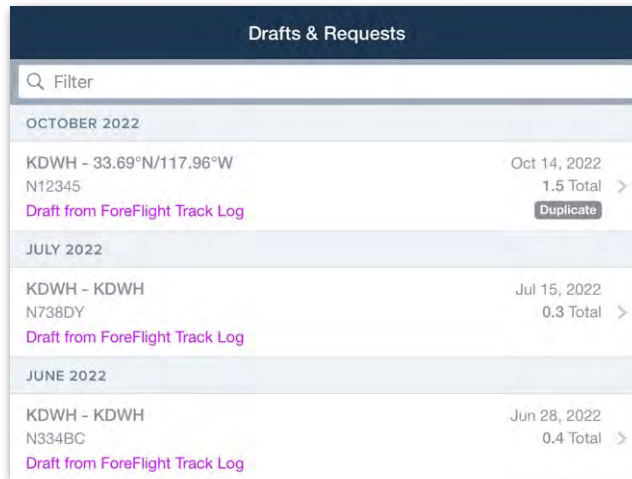 Drafts & Requests
Filter
OCTOBER 2022
KDWH - 33.69°N/117.96°W Oct 14, 2022
N12345 1.5 Total
Draft from ForeFlight Track Log Duplicate
JULY 2022
KDWH - KDWH Jul 15, 2022
N738DY 0.3 Total
Draft from ForeFlight Track Log
JUNE 2022
KDWH - KDWH Jun 28, 2022
N334BC 0.4 Total
Draft from ForeFlight Track Log